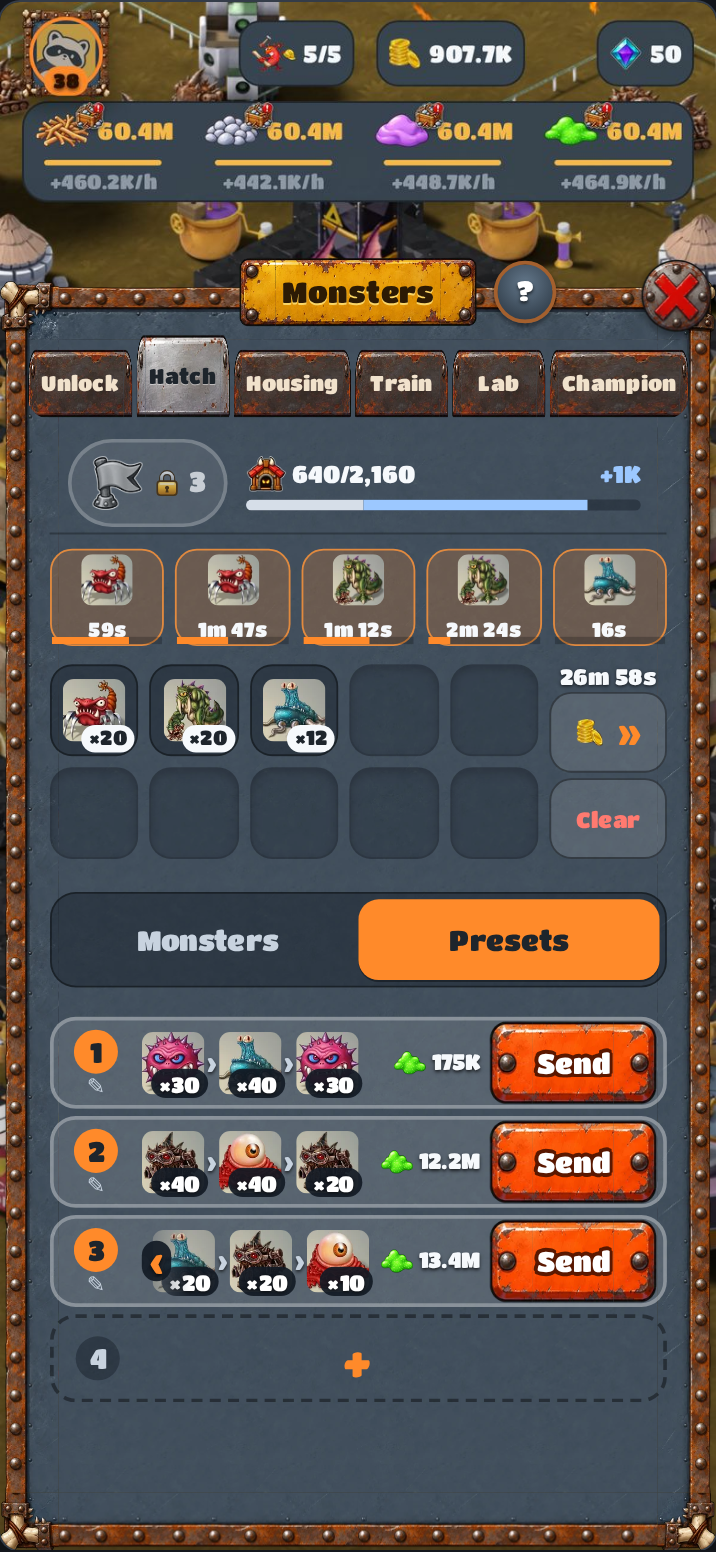 38
5/5
907.7K
50
60.4M
60.4M
60.4M
60.4M
+460.2K/h
+442.1K/h
+448.7K/h
+464.9K/h
Monsters
?
Unlock
Hatch
Housing
Train
Lab
Champion
3
640/2,160
+1K
59s
1m 47s
1m 12s
2m 24s
16s
×20
×20
×12
26m 58s
Clear
Monsters
Presets
1
×30
×40
×30
175K
Send
2
×40
×40
×20
12.2M
Send
3
×20
×20
×10
13.4M
Send
4